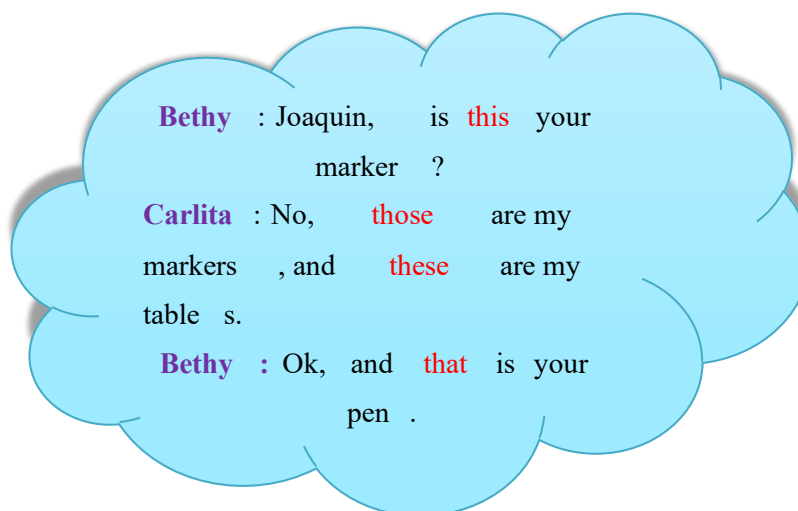 Bethy : Joaquin, is this your
marker ?
Carlita : No, those are my
markers , and these are my
table s.
Bethy : Ok, and that is your
pen .